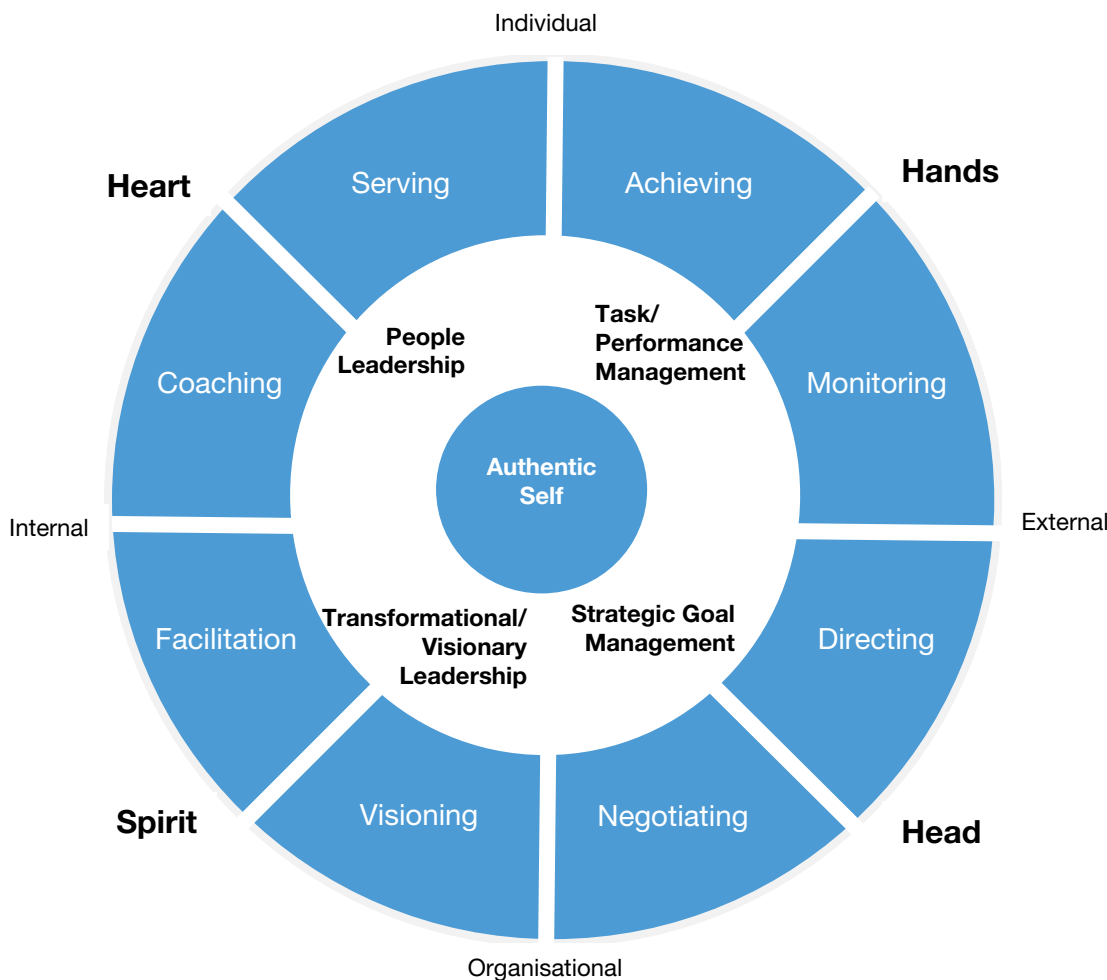 Individual
Heart
Hands
Serving
Achieving
People
Leadership
Task/
Performance
Management
Coaching
Monitoring
Authentic
Self
Internal
External
Transformational/
Visionary
Leadership
Strategic Goal
Management
Facilitation
Directing
Spirit
Visioning
Negotiating
Head
Organisational